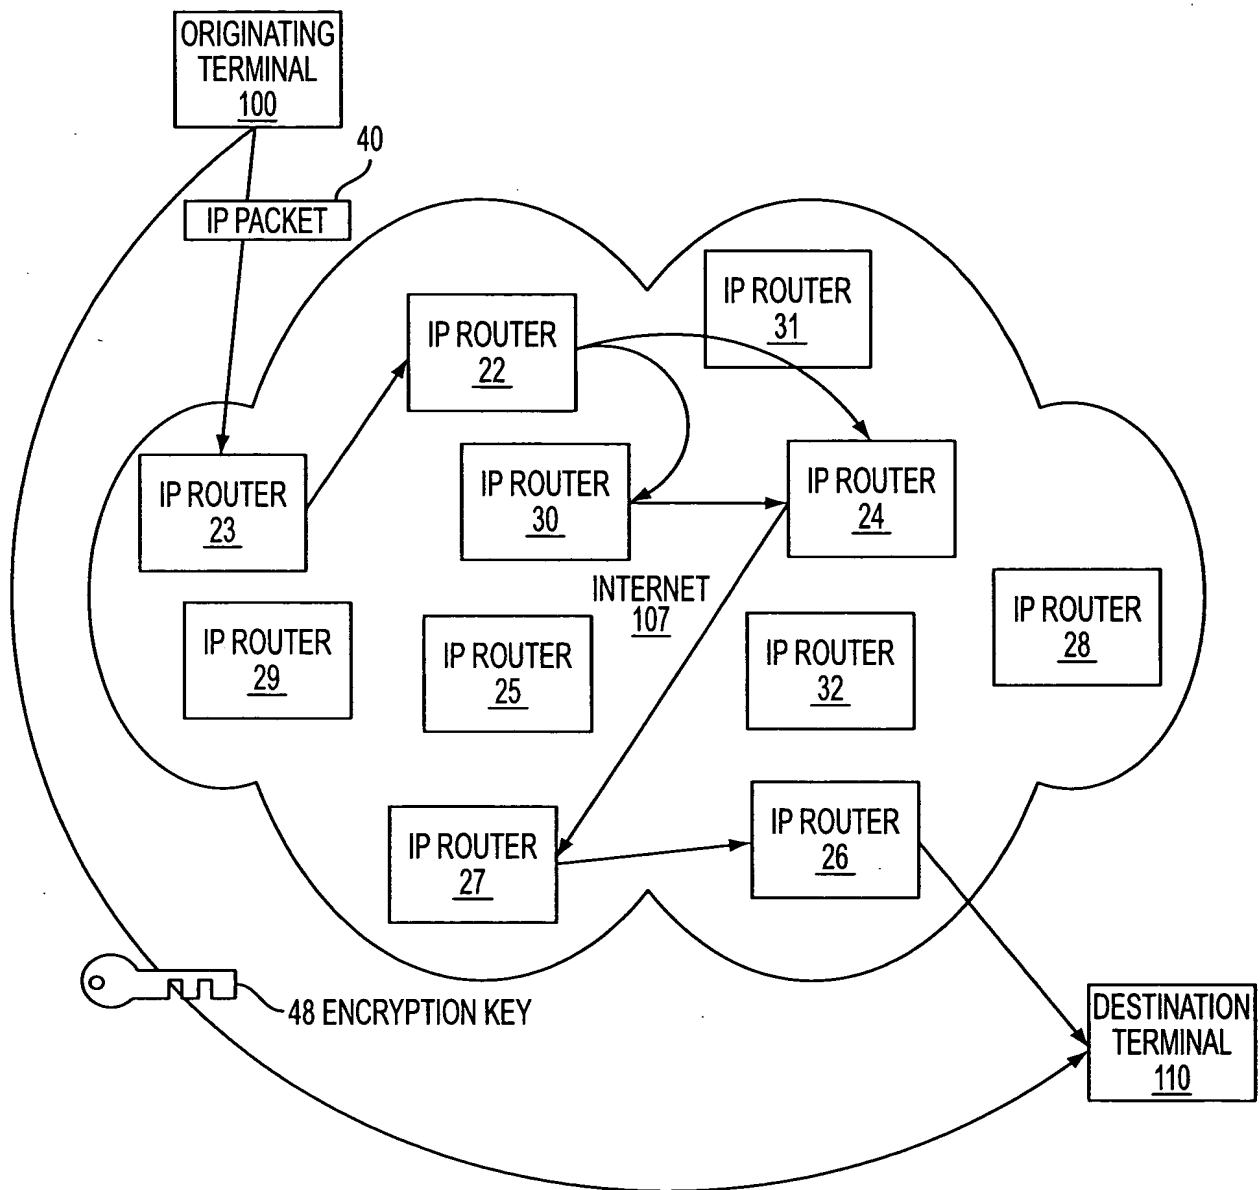 ORIGINATING
TERMINAL
100
40
IP PACKET
IP ROUTER
31
IP ROUTER
22
IP ROUTER
23
IP ROUTER
30
IP ROUTER
24
INTERNET
107
IP ROUTER
28
IP ROUTER
29
IP ROUTER
25
IP ROUTER
32
IP ROUTER
27
IP ROUTER
26
48 ENCRYPTION KEY
DESTINATION
TERMINAL
110